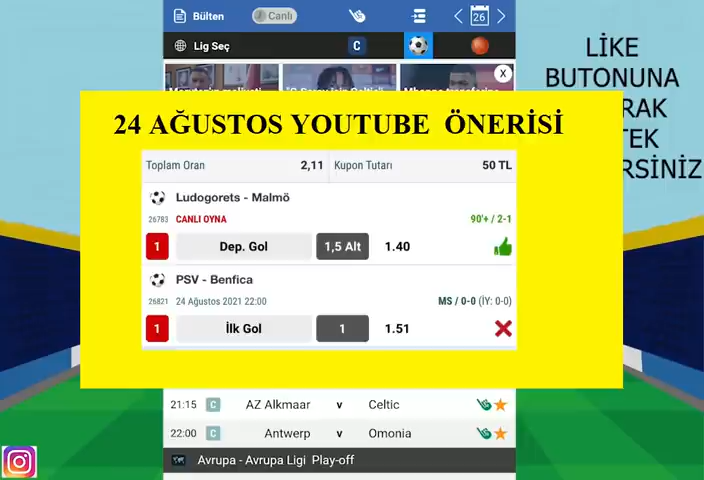 Bülten
Canlı
26
Lig Seç
C
LİKE
BUTONUNA
RAK
TEK
RSİNİZ
X
24 AĞUSTOS YOUTUBE ÖNERİSİ
Toplam Oran 2,11 Kupon Tutarı 50 TL
Ludogorets - Malmö
26783 CANLI OYNA 90'+ / 2-1
1 Dep. Gol 1,5 Alt 1.40
PSV - Benfica
26821 24 Ağustos 2021 22:00 MS / 0-0 (İY: 0-0)
1 İlk Gol 1 1.51
21:15 C AZ Alkmaar v Celtic
22:00 C Antwerp v Omonia
Avrupa - Avrupa Ligi Play-off